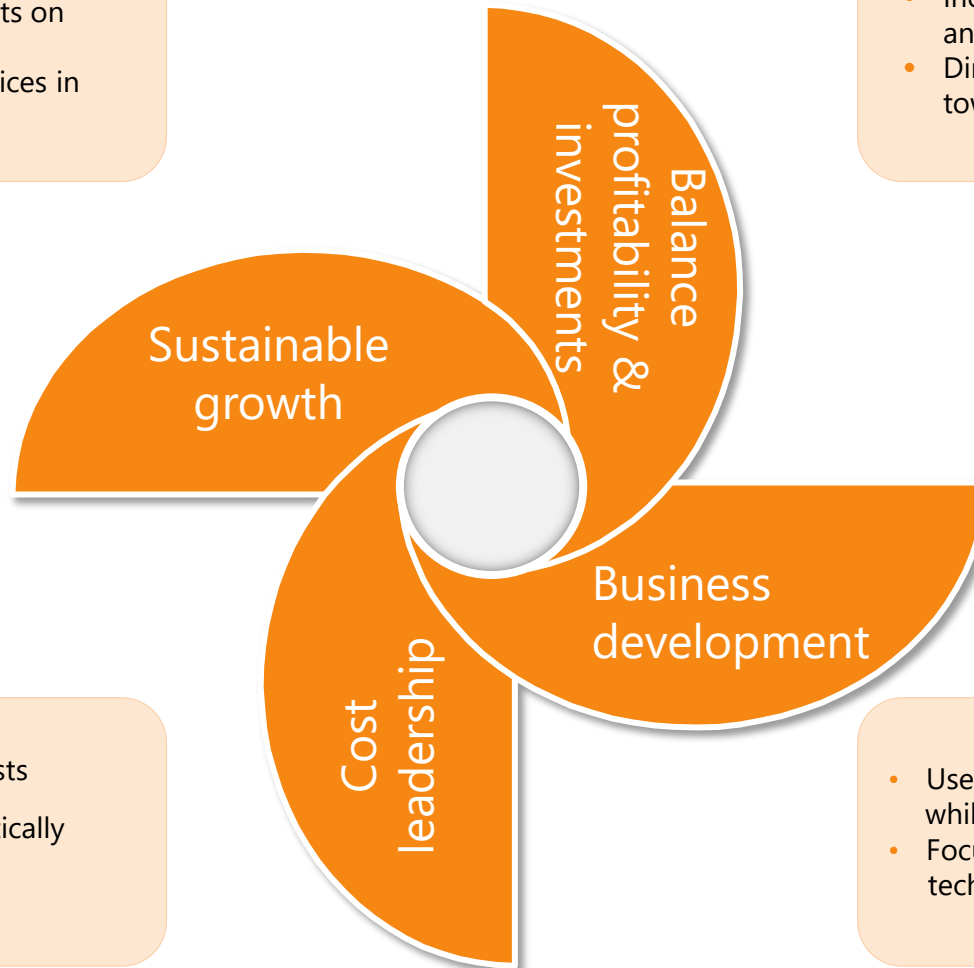 ts on
ices in
an
Di
tow
Balance
profitability &
investments
Sustainable
growth
Business
development
Cost
leadership
sts
ically
Use
whil
Focu
tech